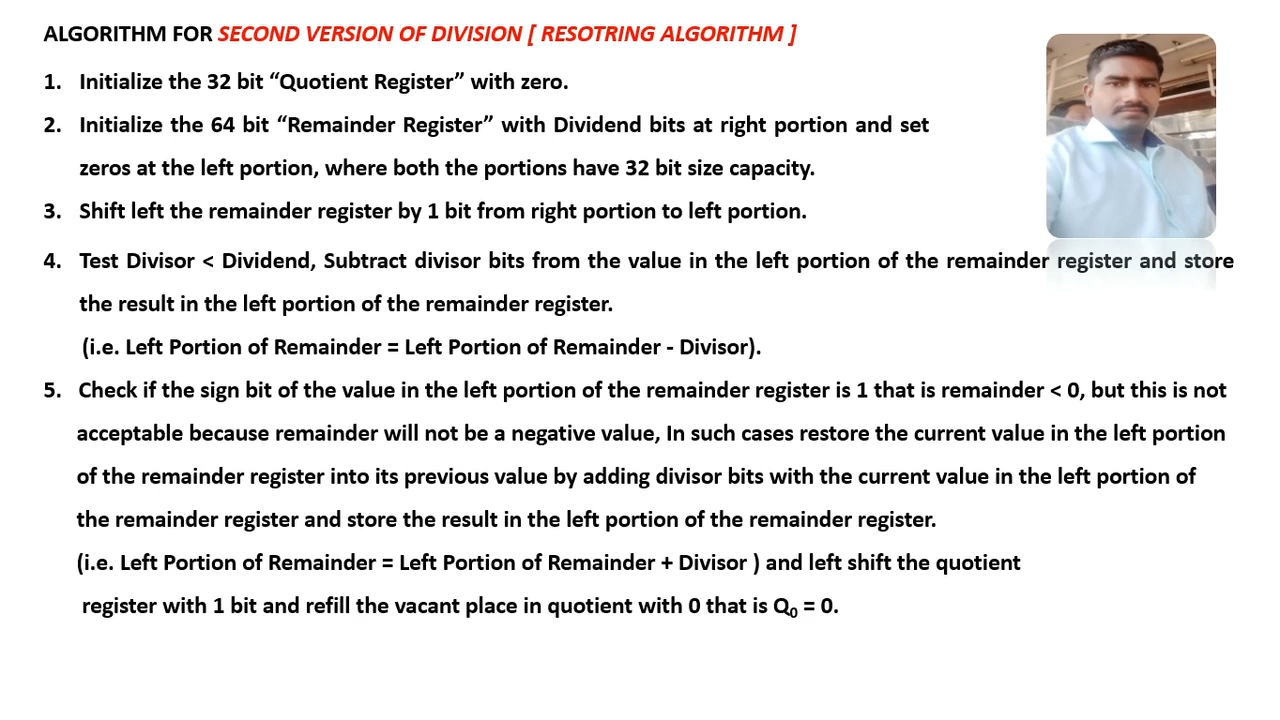 ALGORITHM FOR SECOND VERSION OF DIVISION [ RESOTRING ALGORITHM ]
1. Initialize the 32 bit “Quotient Register” with zero.
2. Initialize the 64 bit “Remainder Register” with Dividend bits at right portion and set
zeros at the left portion, where both the portions have 32 bit size capacity.
3. Shift left the remainder register by 1 bit from right portion to left portion.
4. Test Divisor < Dividend, Subtract divisor bits from the value in the left portion of the remainder register and store
the result in the left portion of the remainder register.
(i.e. Left Portion of Remainder = Left Portion of Remainder - Divisor).
5. Check if the sign bit of the value in the left portion of the remainder register is 1 that is remainder < 0, but this is not
acceptable because remainder will not be a negative value, In such cases restore the current value in the left portion
of the remainder register into its previous value by adding divisor bits with the current value in the left portion of
the remainder register and store the result in the left portion of the remainder register.
(i.e. Left Portion of Remainder = Left Portion of Remainder + Divisor ) and left shift the quotient
register with 1 bit and refill the vacant place in quotient with 0 that is Q₀ = 0.